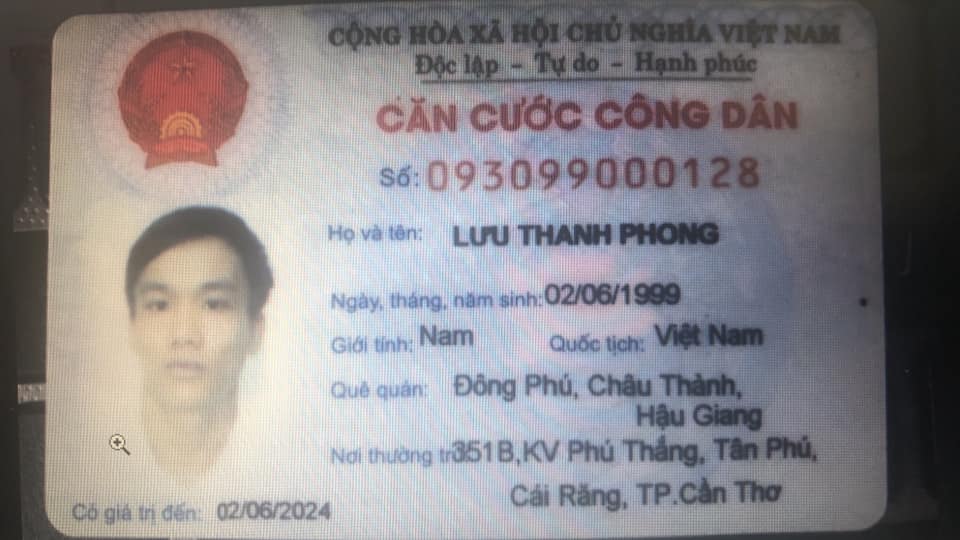 CỘNG HÒA XÃ HỘI CHỦ NGHĨA VIỆT NAM
Độc lập - Tự do - Hạnh phúc
CĂN CƯỚC CÔNG DÂN
Số: 093099000128
Họ và tên: LƯU THANH PHONG
Ngày, tháng, năm sinh: 02/06/1999
Giới tính: Nam Quốc tịch: Việt Nam
Quê quán: Đông Phú, Châu Thành,
Hậu Giang
Nơi thường trú: 351B,KV Phú Thắng, Tân Phú,
Cái Răng, TP.Cần Thơ
Có giá trị đến: 02/06/2024